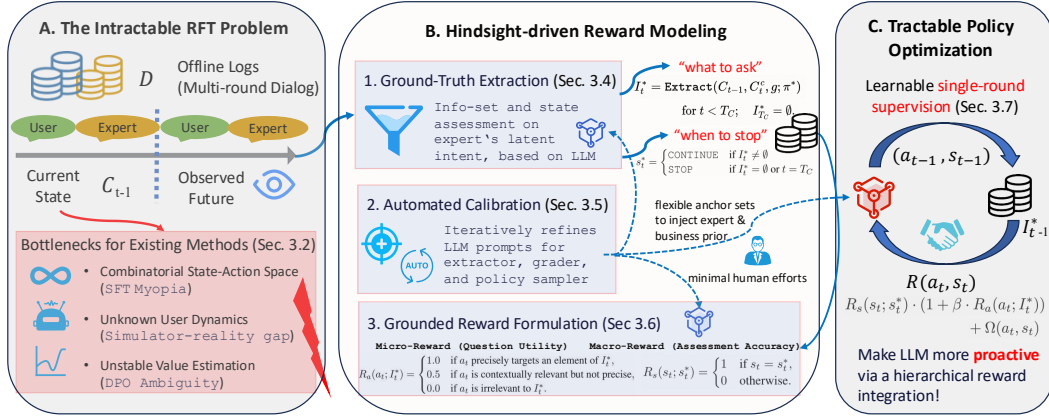 A. The Intractable RFT Problem
D
Offline Logs
(Multi-round Dialog)
User
Expert
User
Expert
Current
State
C_{t-1}
Observed
Future
Bottlenecks for Existing Methods (Sec. 3.2)
• Combinatorial State-Action Space
(SFT Myopia)
• Unknown User Dynamics
(Simulator-reality gap)
• Unstable Value Estimation
(DPO Ambiguity)
B. Hindsight-driven Reward Modeling
1. Ground-Truth Extraction (Sec. 3.4)
Info-set and state
assessment on
expert's latent
intent, based on LLM
"what to ask"
I_t^* = Extract(C_{t-1}, C_t^c, g; π^*)
for t < T_C; I_{T_C}^* = ∅,
"when to stop"
s_t^* = { CONTINUE if I_t^* ≠ ∅
STOP if I_t^* = ∅ or t = T_C
2. Automated Calibration (Sec. 3.5)
AUTO
Iteratively refines
LLM prompts for
extractor, grader,
and policy sampler
flexible anchor sets
to inject expert &
business prior
minimal human efforts
3. Grounded Reward Formulation (Sec 3.6)
Micro-Reward (Question Utility)
R_a(a_t; I_t^*) = { 1.0 if a_t precisely targets an element of I_t^*,
0.5 if a_t is contextually relevant but not precise,
0.0 if a_t is irrelevant to I_t^*.
Macro-Reward (Assessment Accuracy)
R_s(s_t; s_t^*) = { 1 if s_t = s_t^*,
0 otherwise.
C. Tractable Policy
Optimization
Learnable single-round
supervision (Sec. 3.7)
(a_{t-1}, s_{t-1})
I_{t-1}^*
R(a_t, s_t)
R_s(s_t; s_t^*) · (1 + β · R_a(a_t; I_t^*))
+ Ω(a_t, s_t)
Make LLM more proactive
via a hierarchical reward
integration!